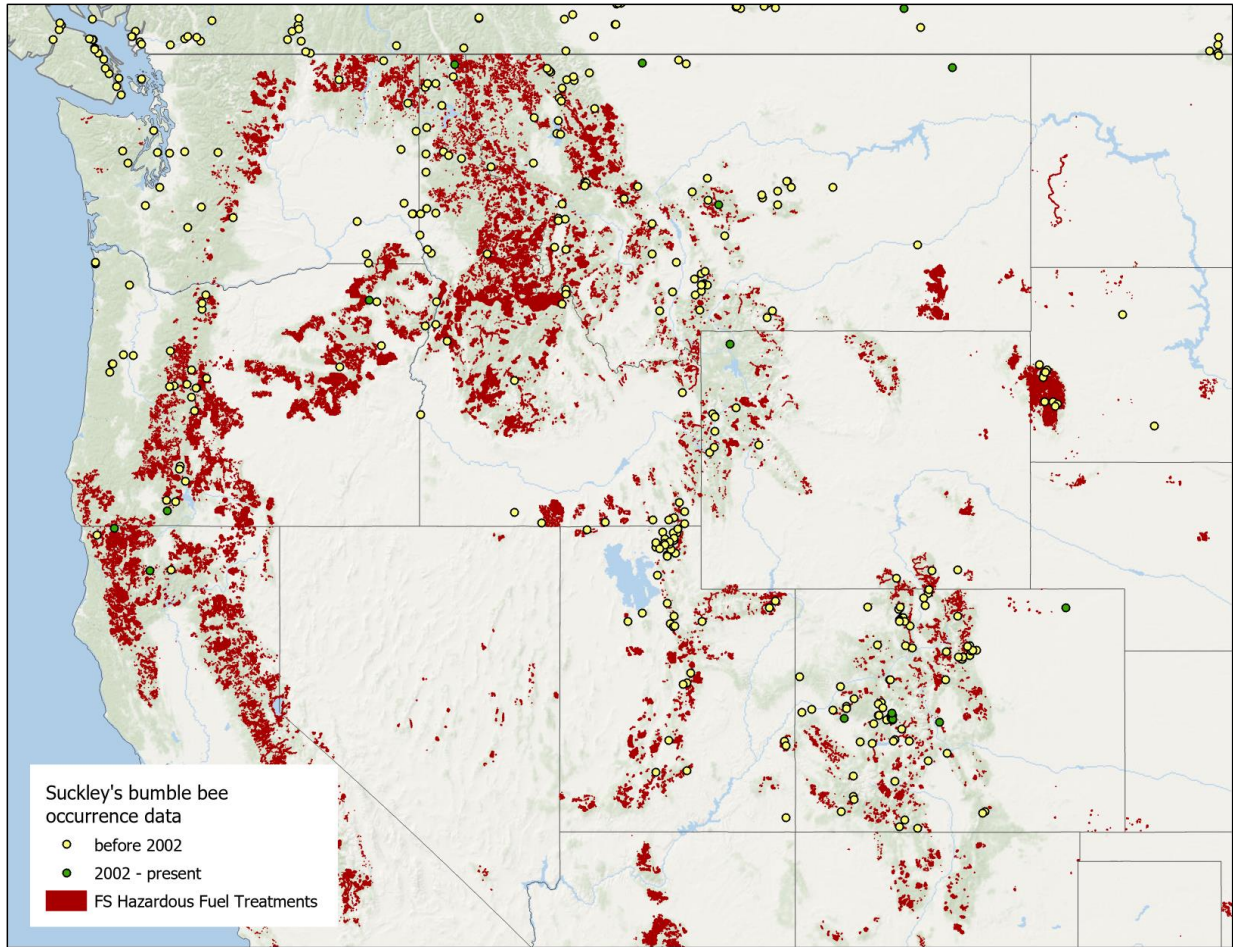 Suckley's bumble bee
occurrence data
before 2002
2002 - present
FS Hazardous Fuel Treatments